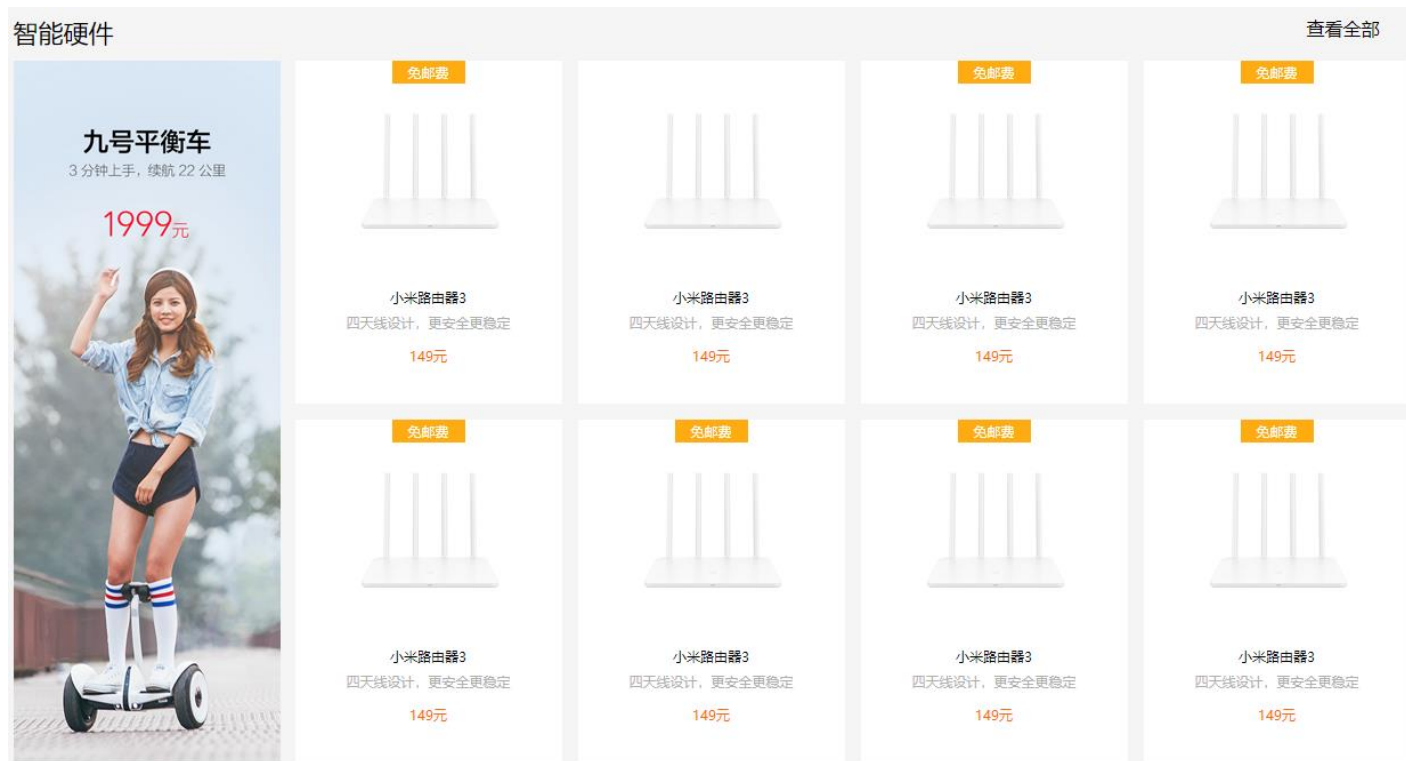 智能硬件
查看全部
九号平衡车
3 分钟上手，续航 22 公里
1999元
免邮费
小米路由器3
四天线设计，更安全更稳定
149元
小米路由器3
四天线设计，更安全更稳定
149元
免邮费
小米路由器3
四天线设计，更安全更稳定
149元
免邮费
小米路由器3
四天线设计，更安全更稳定
149元
免邮费
小米路由器3
四天线设计，更安全更稳定
149元
免邮费
小米路由器3
四天线设计，更安全更稳定
149元
免邮费
小米路由器3
四天线设计，更安全更稳定
149元
免邮费
小米路由器3
四天线设计，更安全更稳定
149元